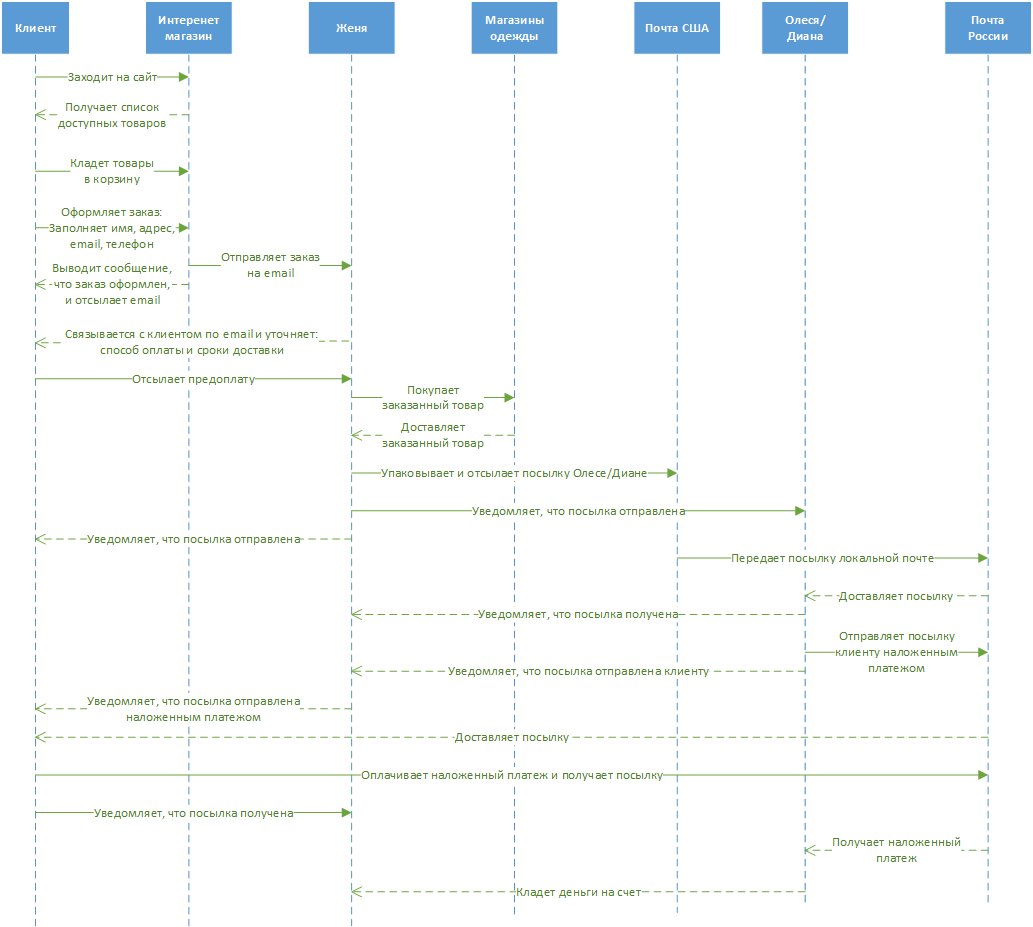 Клиент
Интеренет
магазин
Женя
Магазины
одежды
Почта США
Олеся/
Диана
Почта
России
Заходит на сайт
Получает список
доступных товаров
Кладет товары
в корзину
Оформляет заказ:
Заполняет имя, адрес,
email, телефон
Отправляет заказ
на email
Выводит сообщение,
что заказ оформлен,
и отсылает email
Связывается с клиентом по email и уточняет:
способ оплаты и сроки доставки
Отсылает предоплату
Покупает
заказанный товар
Доставляет
заказанный товар
Упаковывает и отсылает посылку Олесе/Диане
Уведомляет, что посылка отправлена
Уведомляет, что посылка отправлена
Передает посылку локальной почте
Доставляет посылку
Уведомляет, что посылка получена
Отправляет посылку
клиенту наложенным
платежом
Уведомляет, что посылка отправлена клиенту
Уведомляет, что посылка отправлена
наложенным платежом
Доставляет посылку
Оплачивает наложенный платеж и получает посылку
Уведомляет, что посылка получена
Получает наложенный
платеж
Кладет деньги на счет